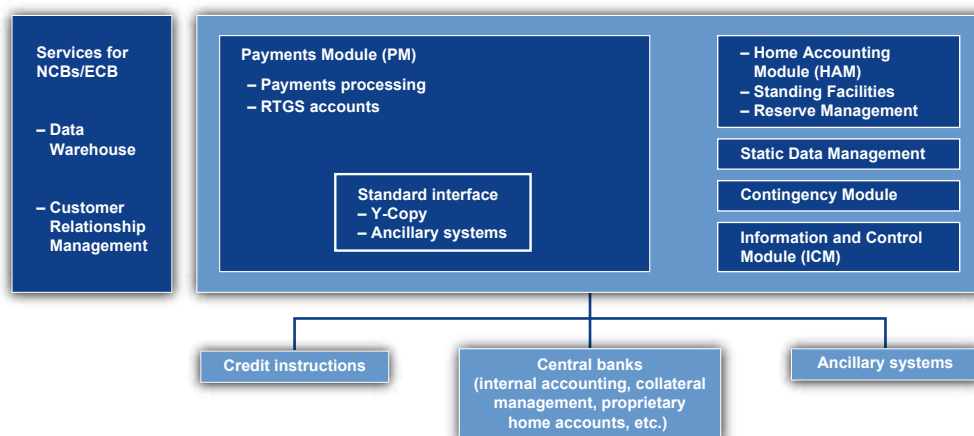 Services for
NCBs/ECB
– Data
Warehouse
– Customer
Relationship
Management
Payments Module (PM)
– Payments processing
– RTGS accounts
Standard interface
– Y-Copy
– Ancillary systems
– Home Accounting
Module (HAM)
– Standing Facilities
– Reserve Management
Static Data Management
Contingency Module
Information and Control
Module (ICM)
Credit instructions
Central banks
(internal accounting, collateral
management, proprietary
home accounts, etc.)
Ancillary systems